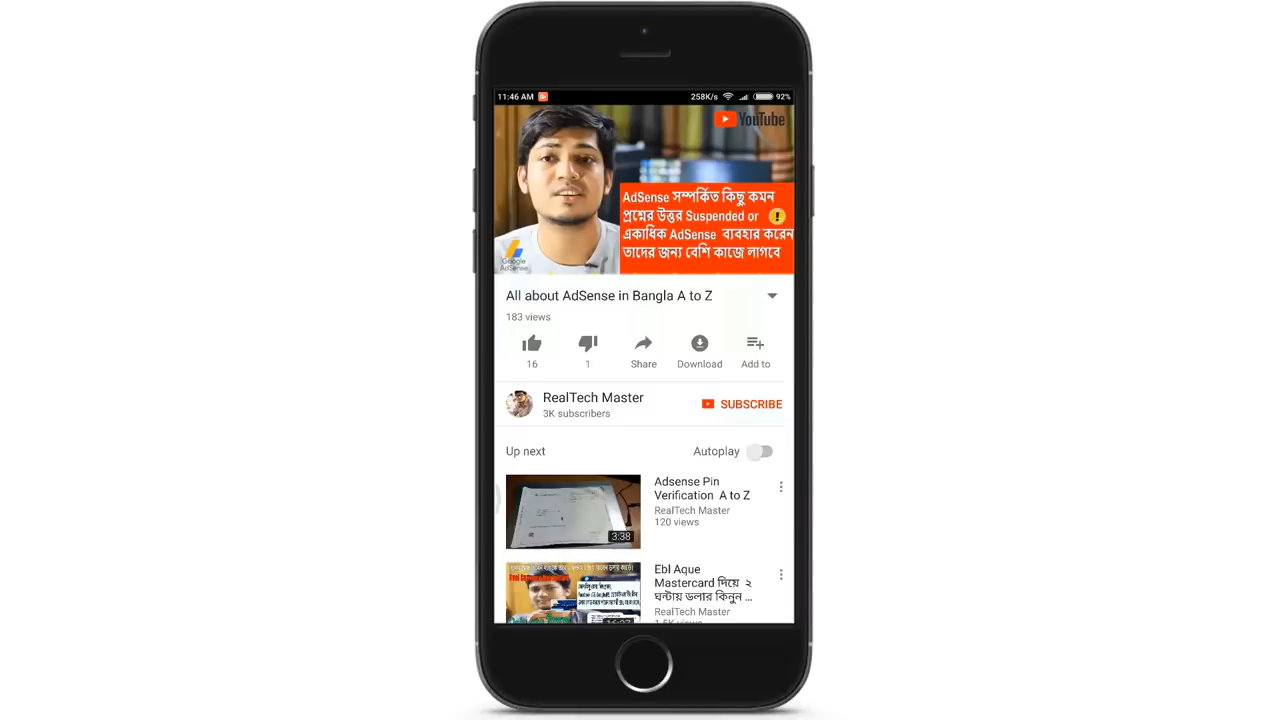 11:46 AM
258K/s
92%
YouTube
AdSense সম্পর্কিত কিছু কমন
প্রশ্নের উত্তর Suspended or
একাধিক AdSense ব্যবহার করেন
তাদের জন্য বেশি কাজে লাগবে
Google
AdSense
All about AdSense in Bangla A to Z
183 views
16
1
Share
Download
Add to
RealTech Master
3K subscribers
SUBSCRIBE
Up next
Autoplay
3:38
Adsense Pin
Verification A to Z
RealTech Master
120 views
Ebl Aque
Mastercard দিয়ে ২
ঘন্টায় ডলার কিনুন ...
RealTech Master
1.5K views